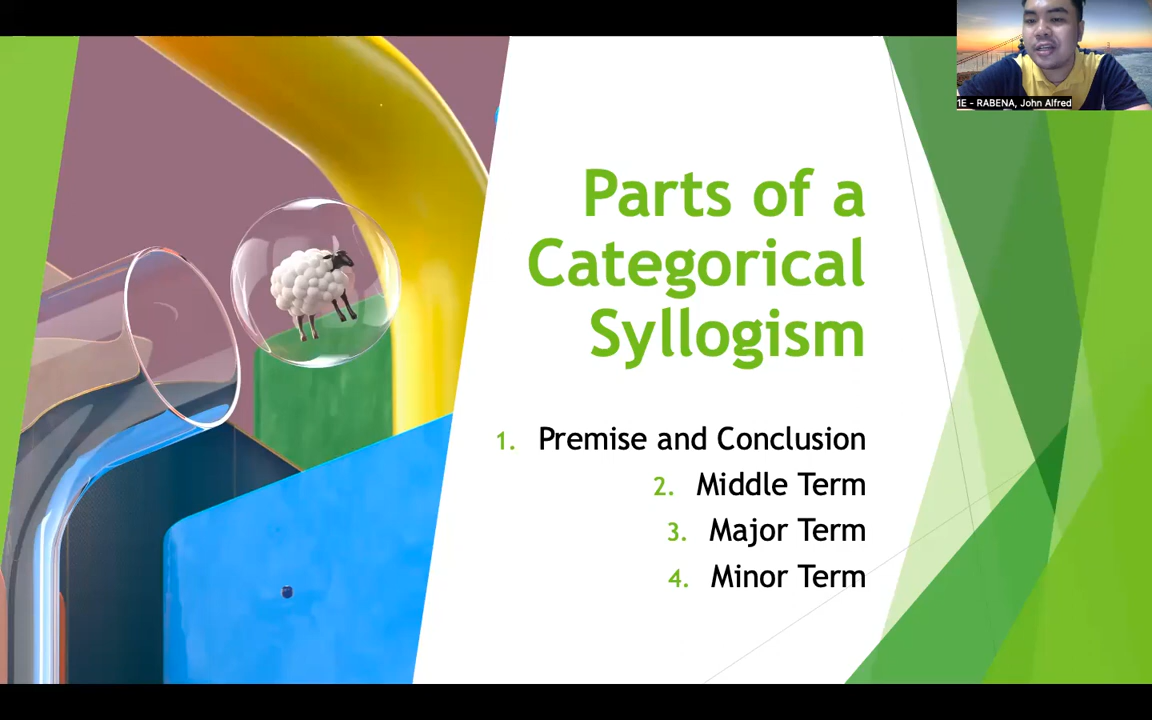 1E - RABENA, John Alfred
Parts of a
Categorical
Syllogism
1. Premise and Conclusion
2. Middle Term
3. Major Term
4. Minor Term